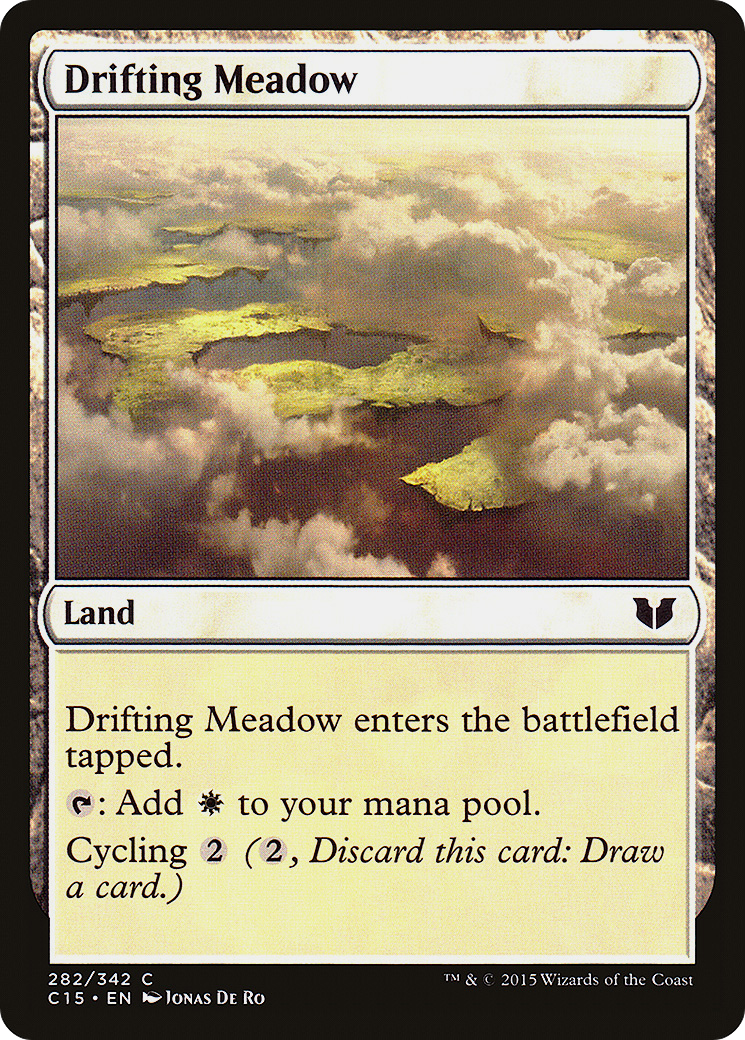 Drifting Meadow
Land
Drifting Meadow enters the battlefield
tapped.
: Add to your mana pool.
Cycling 2 (2, Discard this card: Draw
a card.)
282/342 C
C15 • EN Jonas De Ro
™ & © 2015 Wizards of the Coast